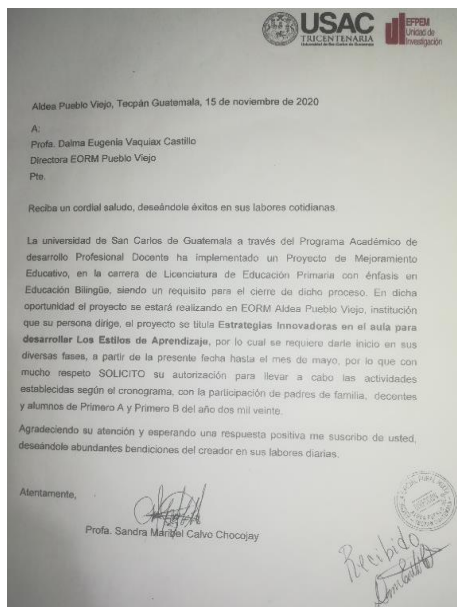 USAC
TRICENTENARIA
Universidad de San Carlos de Guatemala
EFPEM
Unidad de
Investigación
Aldea Pueblo Viejo, Tecpán Guatemala, 15 de noviembre de 2020
A:
Profa. Dalma Eugenia Vaquiax Castillo
Directora EORM Pueblo Viejo
Pte.
Reciba un cordial saludo, deseándole éxitos en sus labores cotidianas.
La universidad de San Carlos de Guatemala a través del Programa Académico de
desarrollo Profesional Docente ha implementado un Proyecto de Mejoramiento
Educativo, en la carrera de Licenciatura de Educación Primaria con énfasis en
Educación Bilingüe, siendo un requisito para el cierre de dicho proceso. En dicha
oportunidad el proyecto se estará realizando en EORM Aldea Pueblo Viejo, institución
que su persona dirige, el proyecto se titula Estrategias Innovadoras en el aula para
desarrollar Los Estilos de Aprendizaje, por lo cual se requiere darle inicio en sus
diversas fases, a partir de la presente fecha hasta el mes de mayo, por lo que con
mucho respeto SOLICITO su autorización para llevar a cabo las actividades
establecidas según el cronograma, con la participación de padres de familia, docentes
y alumnos de Primero A y Primero B del año dos mil veinte.
Agradeciendo su atención y esperando una respuesta positiva me suscribo de usted,
deseándole abundantes bendiciones del creador en sus labores diarias.
Atentamente,
Profa. Sandra Maribel Calvo Chocojay
Recibido